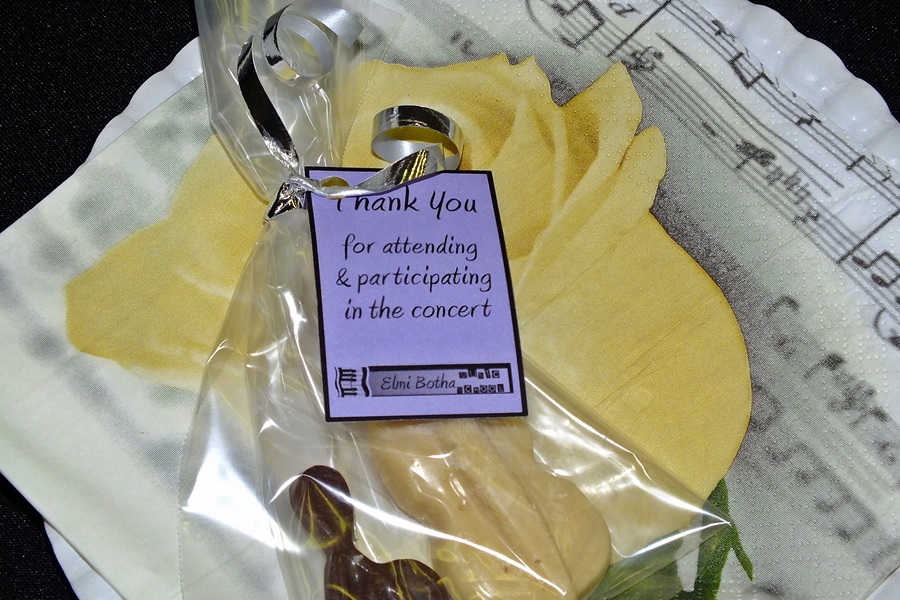 Thank You
for attending
& participating
in the concert
Elmi Botha MUSIC
SCHOOL